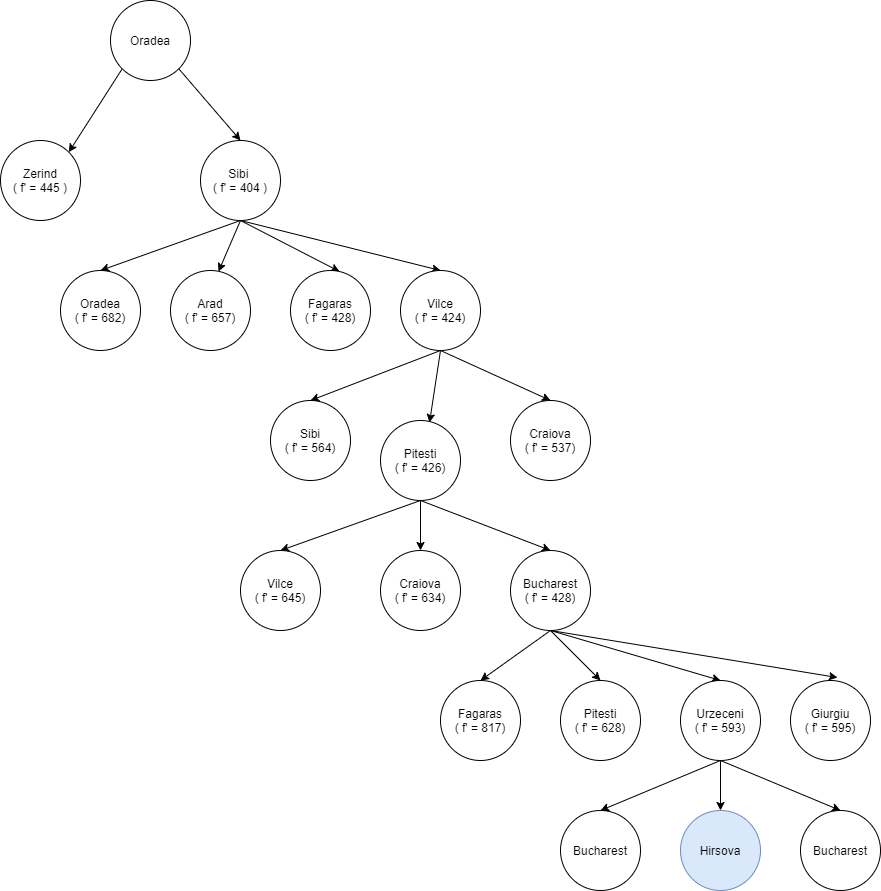 Oradea
Zerind
( f' = 445 )
Sibi
( f' = 404 )
Oradea
( f' = 682)
Arad
( f' = 657)
Fagaras
( f' = 428)
Vilce
( f' = 424)
Sibi
( f' = 564)
Pitesti
( f' = 426)
Craiova
( f' = 537)
Vilce
( f' = 645)
Craiova
( f' = 634)
Bucharest
( f' = 428)
Fagaras
( f' = 817)
Pitesti
( f' = 628)
Urzeceni
( f' = 593)
Giurgiu
( f' = 595)
Bucharest
Hirsova
Bucharest